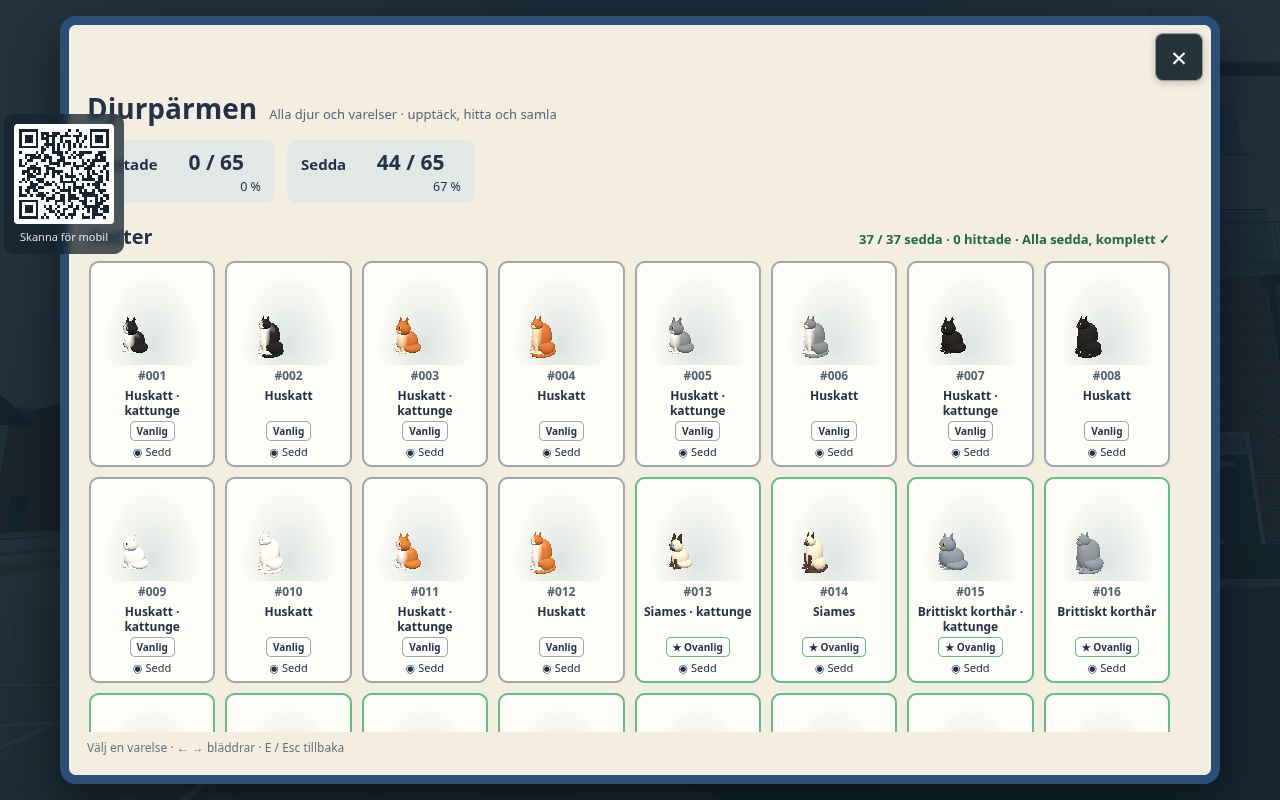 ✕
Djurpärmen Alla djur och varelser · upptäck, hitta och samla
0 / 65 Sedda 44 / 65
0 % 67 %
Skanna för mobil
37 / 37 sedda · 0 hittade · Alla sedda, komplett ✓
#001 #002 #003 #004 #005 #006 #007 #008
Huskatt · kattunge Huskatt Huskatt · kattunge Huskatt Huskatt · kattunge Huskatt Huskatt · kattunge Huskatt
Vanlig Vanlig Vanlig Vanlig Vanlig Vanlig Vanlig Vanlig
◉ Sedd ◉ Sedd ◉ Sedd ◉ Sedd ◉ Sedd ◉ Sedd ◉ Sedd ◉ Sedd
#009 #010 #011 #012 #013 #014 #015 #016
Huskatt · kattunge Huskatt Huskatt · kattunge Huskatt Siames · kattunge Siames Brittiskt korthår · kattunge Brittiskt korthår
Vanlig Vanlig Vanlig Vanlig ★ Ovanlig ★ Ovanlig ★ Ovanlig ★ Ovanlig
◉ Sedd ◉ Sedd ◉ Sedd ◉ Sedd ◉ Sedd ◉ Sedd ◉ Sedd ◉ Sedd
Välj en varelse · ← → bläddrar · E / Esc tillbaka